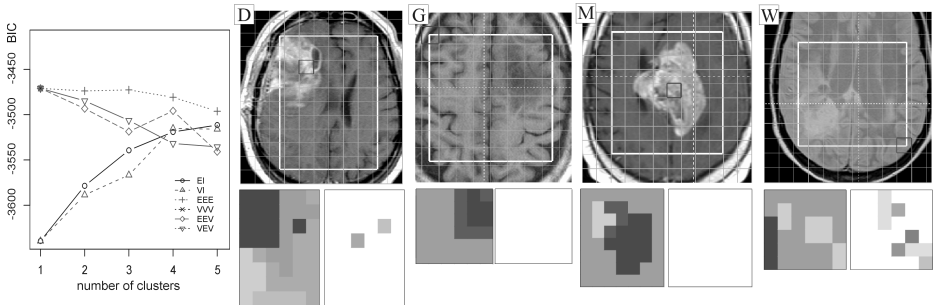 BIC
-3450
-3500
-3550
-3600
EI
VI
EEE
VVV
EEV
VEV
1 2 3 4 5
number of clusters
D
G
M
W